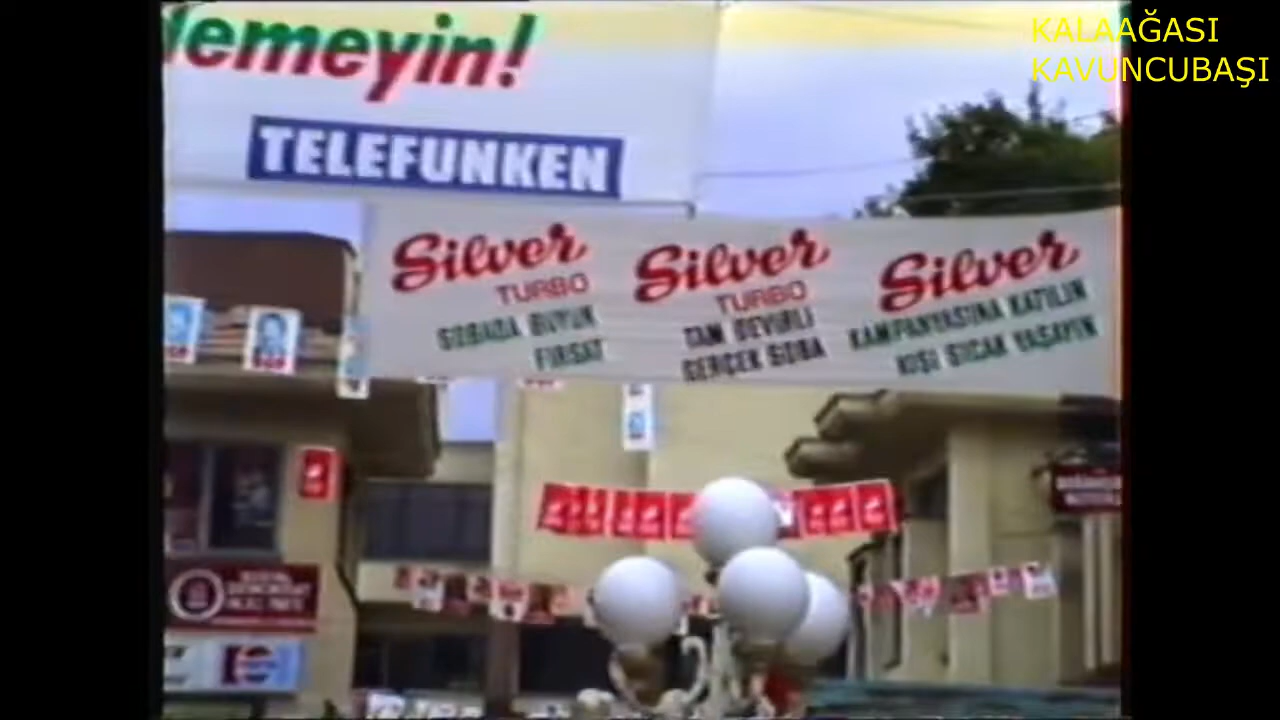 KALAAĞASI
KAVUNCUBAŞI
lemeyin!
TELEFUNKEN
Silver
TURBO
SOBADA BÜYÜK
FIRSAT
Silver
TURBO
TAM DEVİRLİ
GERÇEK SOBA
Silver
KAMPANYASINA KATILIN
KIŞI SICAK YAŞAYIN